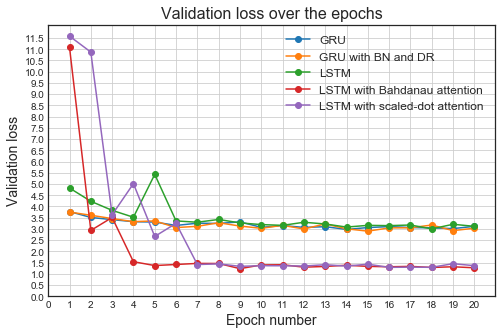 Validation loss over the epochs
GRU
GRU with BN and DR
LSTM
LSTM with Bahdanau attention
LSTM with scaled-dot attention
Validation loss
11.5
11.0
10.5
10.0
9.5
9.0
8.5
8.0
7.5
7.0
6.5
6.0
5.5
5.0
4.5
4.0
3.5
3.0
2.5
2.0
1.5
1.0
0.5
0.0
0 1 2 3 4 5 6 7 8 9 10 11 12 13 14 15 16 17 18 19 20
Epoch number